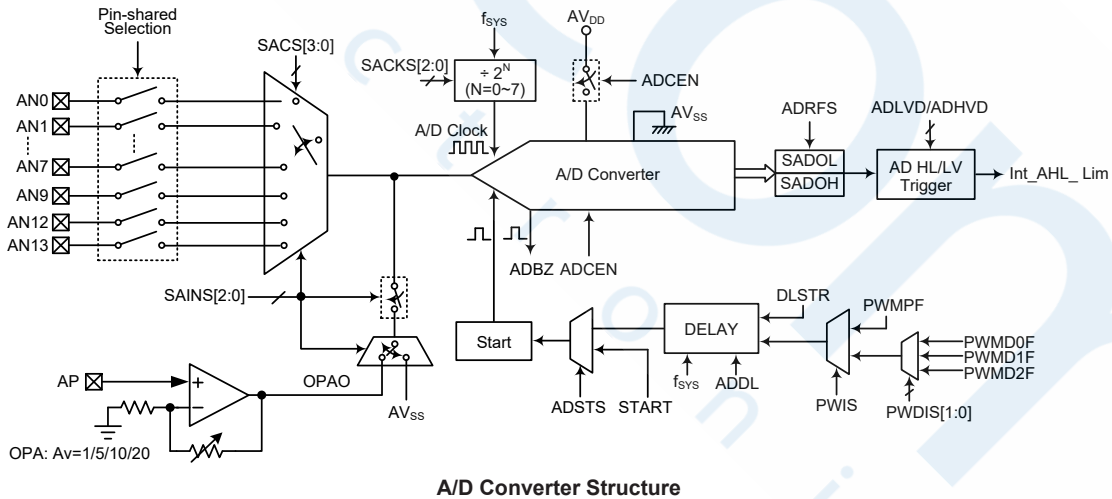 Pin-shared
Selection
SACS[3:0]
fSYS
AVDD
SACKS[2:0]
÷ 2^N
(N=0~7)
ADCEN
AN0
AN1
AN7
AN9
AN12
AN13
A/D Clock
AVSS
A/D Converter
ADRFS
ADLVD/ADHVD
SADOL
SADOH
AD HL/LV
Trigger
Int_AHL_ Lim
ADBZ
ADCEN
SAINS[2:0]
Start
DELAY
DLSTR
PWMPF
PWMD0F
PWMD1F
PWMD2F
fSYS
ADDL
ADSTS
START
PWIS
PWDIS[1:0]
AP
+
−
OPAO
AVSS
OPA: Av=1/5/10/20
A/D Converter Structure